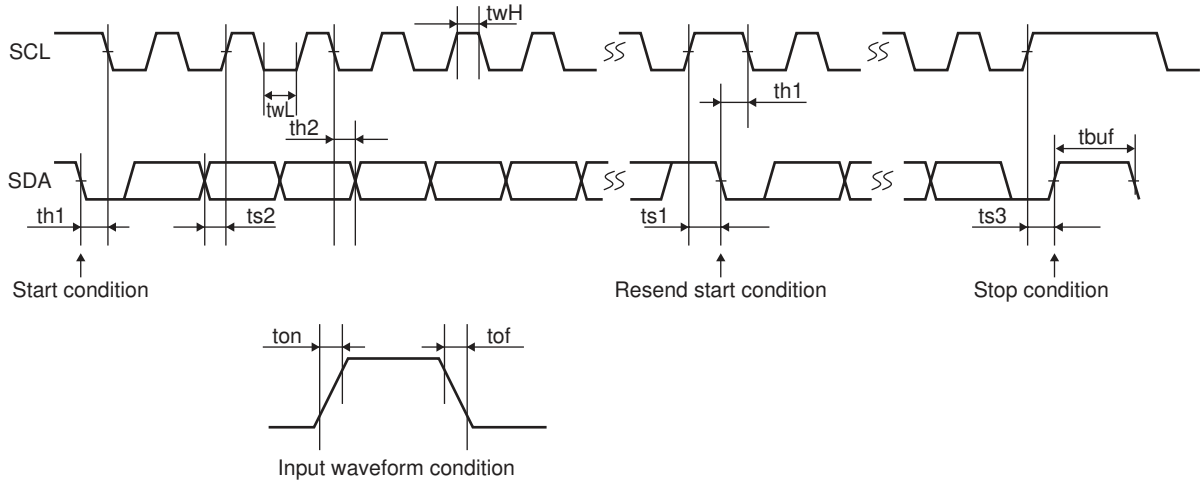 twH
SCL
twL
th1
th2
tbuf
SDA
th1
ts2
ts1
ts3
Start condition
Resend start condition
Stop condition
ton
tof
Input waveform condition